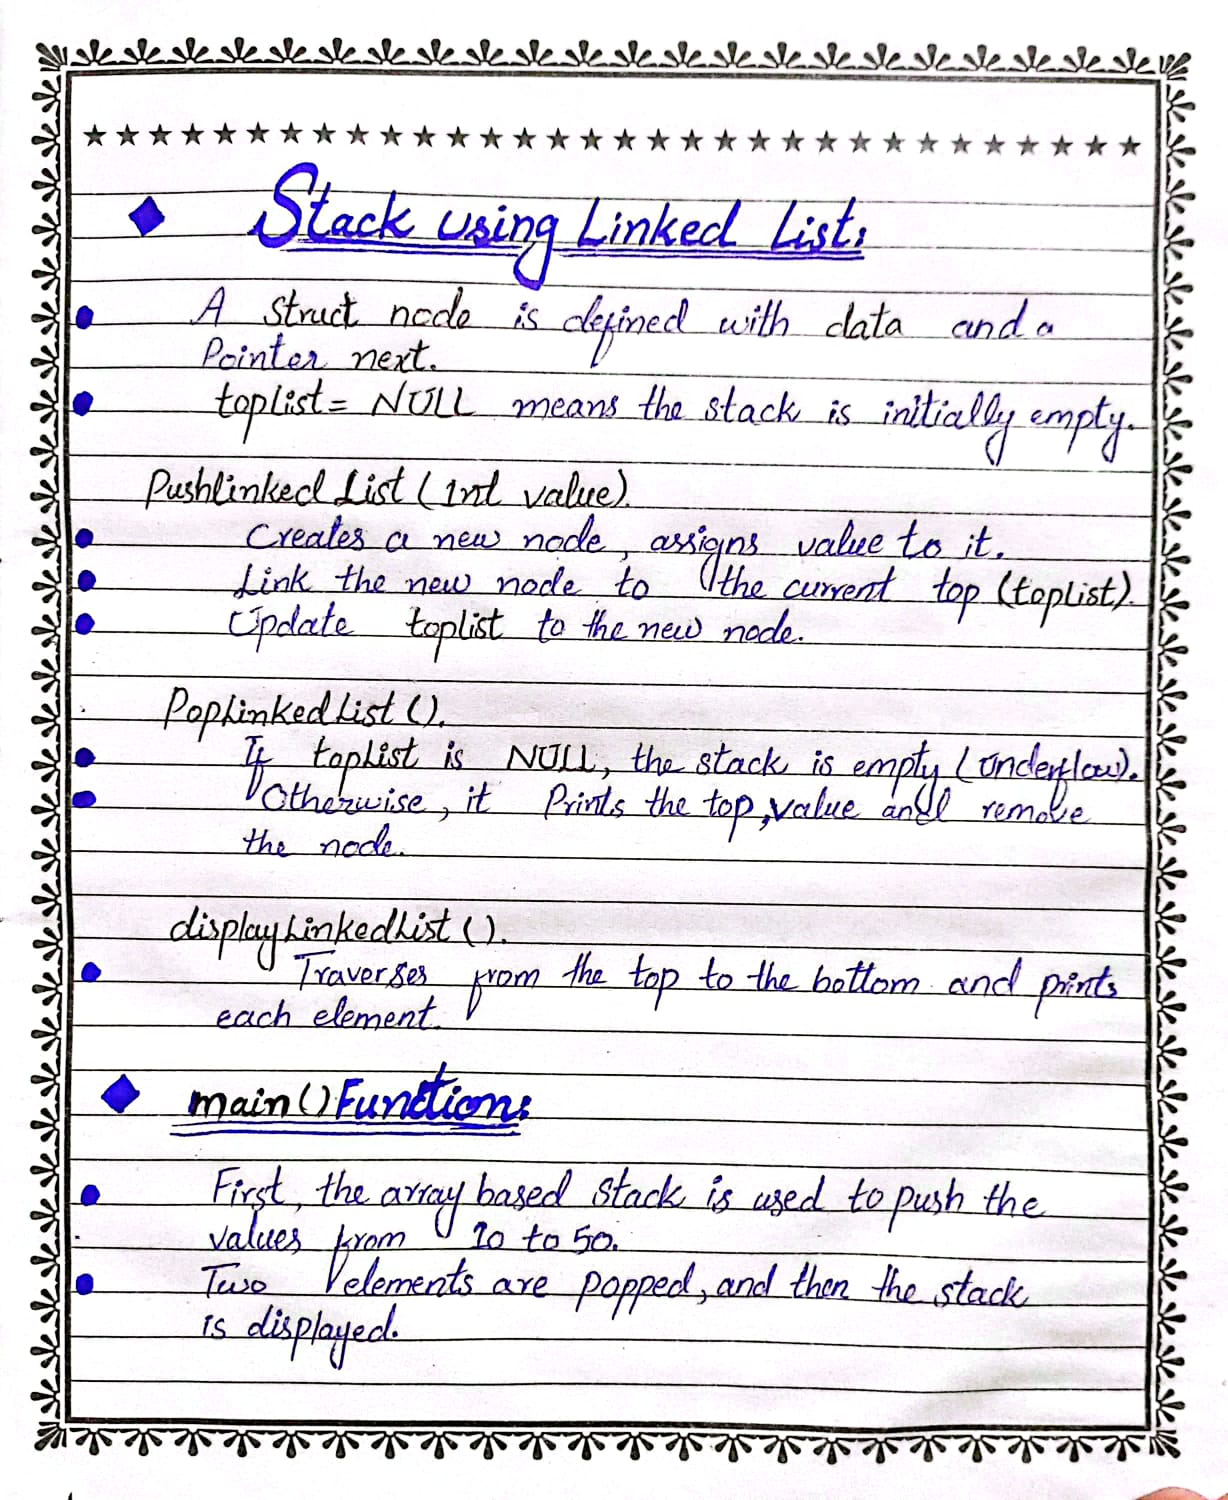 Stack using Linked List:
A struct node is defined with data and a
Pointer next.
toplist = NULL means the stack is initially empty.
Pushlinked List (int value).
Creates a new node, assigns value to it.
Link the new node to the current top (toplist).
Update toplist to the new node.
PopLinkedList ().
If toplist is NULL, the stack is empty (Underflow).
Otherwise, it Prints the top, value and remove
the node.
displayLinkedList ().
Traverses from the top to the bottom and prints
each element.
main() Function:
First, the array based stack is used to push the
values from 10 to 50.
Two elements are popped, and then the stack
is displayed.